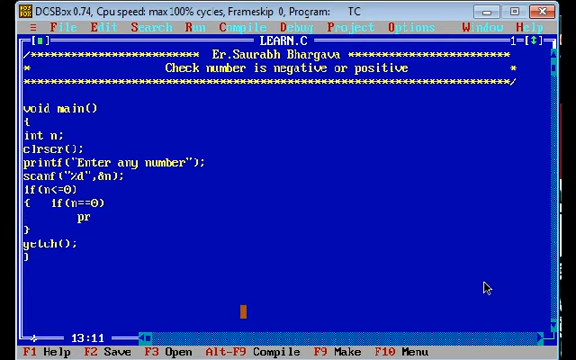 DOSBox 0.74, Cpu speed: max 100% cycles, Frameskip 0, Program: TC
≡ File Edit Search Run Compile Debug Project Options Window Help
[■] LEARN.C 1=[↕]
/************************* Er.Saurabh Bhargava ************************
* Check number is negative or positive *
***********************************************************************/
void main()
{
int n;
clrscr();
printf("Enter any number");
scanf("%d",&n);
if(n<=0)
{ if(n==0)
pr
}
getch();
}
13:11
F1 Help F2 Save F3 Open Alt-F9 Compile F9 Make F10 Menu